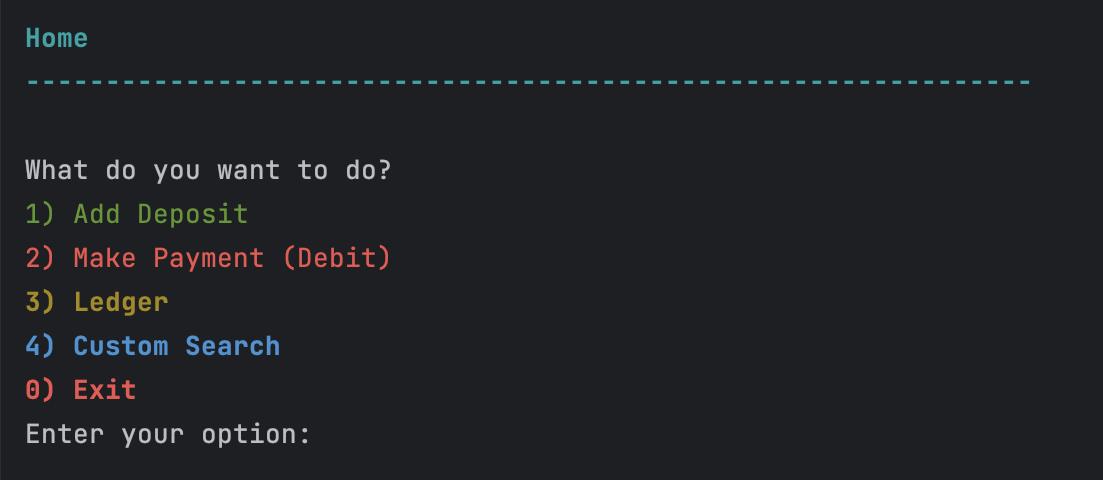 Home
---------------------------------------------------------------
What do you want to do?
1) Add Deposit
2) Make Payment (Debit)
3) Ledger
4) Custom Search
0) Exit
Enter your option: